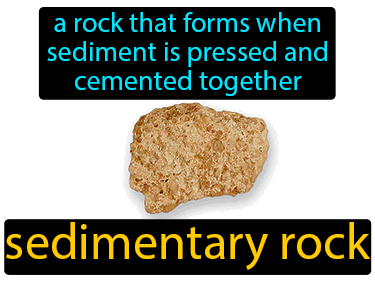 a rock that forms when
sediment is pressed and
cemented together
sedimentary rock